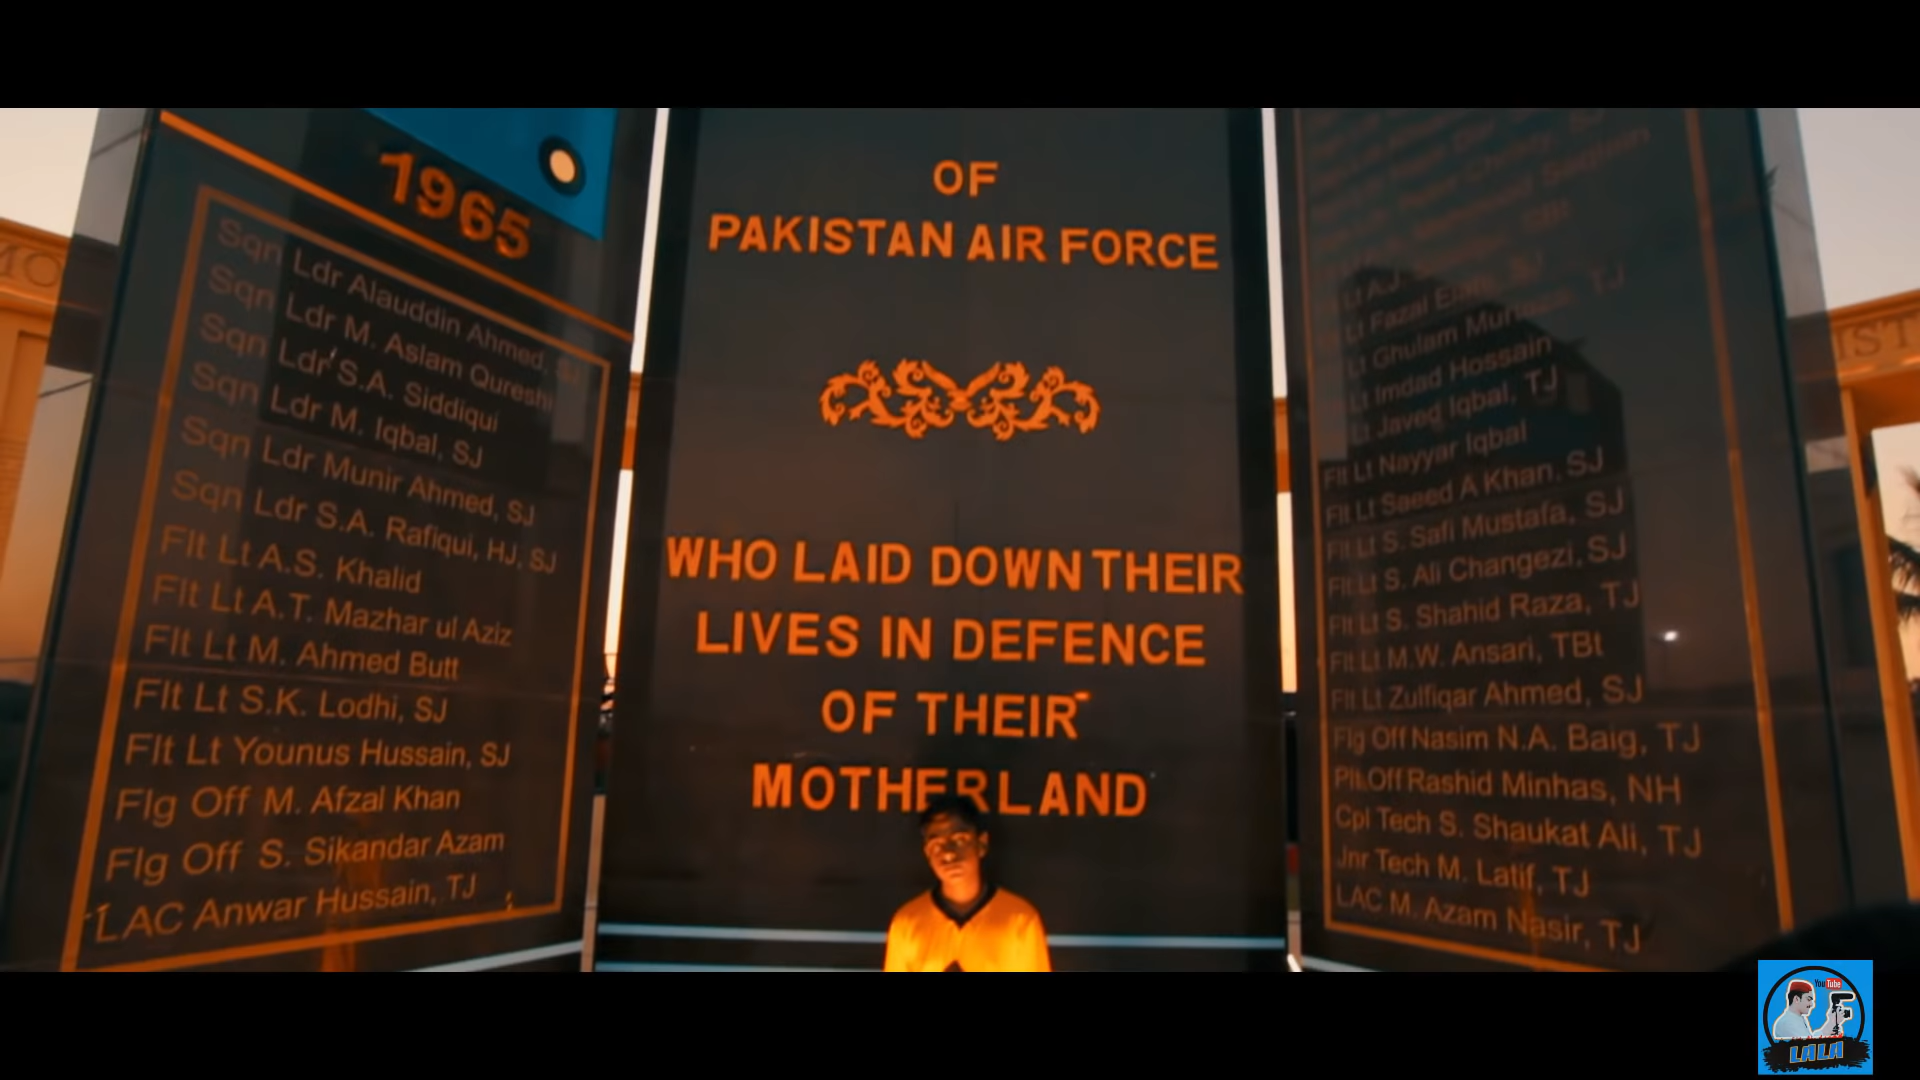 1965
Sqn Ldr Alauddin Ahmed, SJ
Sqn Ldr M. Aslam Qureshi
Sqn Ldr S.A. Siddiqui
Sqn Ldr M. Iqbal, SJ
Sqn Ldr Munir Ahmed, SJ
Sqn Ldr S.A. Rafiqui, HJ, SJ
Flt Lt A.S. Khalid
Flt Lt A.T. Mazhar ul Aziz
Flt Lt M. Ahmed Butt
Flt Lt S.K. Lodhi, SJ
Flt Lt Younus Hussain, SJ
Flg Off M. Afzal Khan
Flg Off S. Sikandar Azam
LAC Anwar Hussain, TJ
OF
PAKISTAN AIR FORCE
WHO LAID DOWN THEIR
LIVES IN DEFENCE
OF THEIR
MOTHERLAND
Lt Ghulam
Lt Imdad Hossain
Lt Javed Iqbal, TJ
Flt Lt Nayyar Iqbal
Flt Lt Saeed A Khan, SJ
Flt Lt S. Safi Mustafa, SJ
Flt Lt S. Ali Changezi, SJ
Flt Lt S. Shahid Raza, TJ
Flt Lt M.W. Ansari, TBt
Flt Lt Zulfiqar Ahmed, SJ
Flg Off Nasim N.A. Baig, TJ
Plt Off Rashid Minhas, NH
Cpl Tech S. Shaukat Ali, TJ
Jnr Tech M. Latif, TJ
LAC M. Azam Nasir, TJ
YouTube
LALA